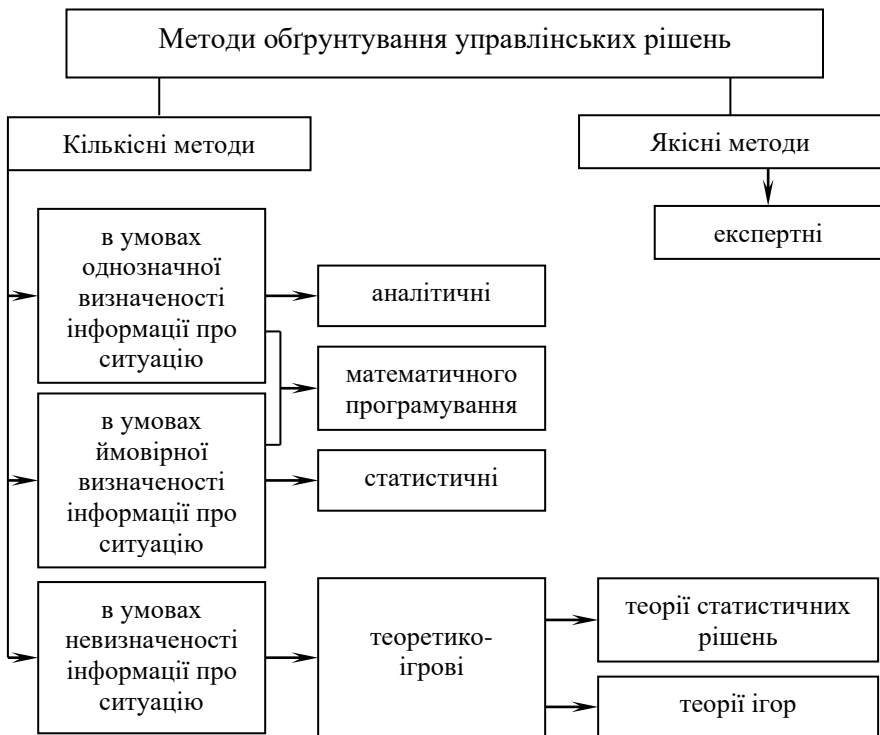 Методи обґрунтування управлінських рішень
Кількісні методи
Якісні методи
експертні
в умовах
однозначної
визначеності
інформації про
ситуацію
аналітичні
математичного
програмування
в умовах
ймовірної
визначеності
інформації про
ситуацію
статистичні
в умовах
невизначеності
інформації про
ситуацію
теоретико-
ігрові
теорії статистичних
рішень
теорії ігор